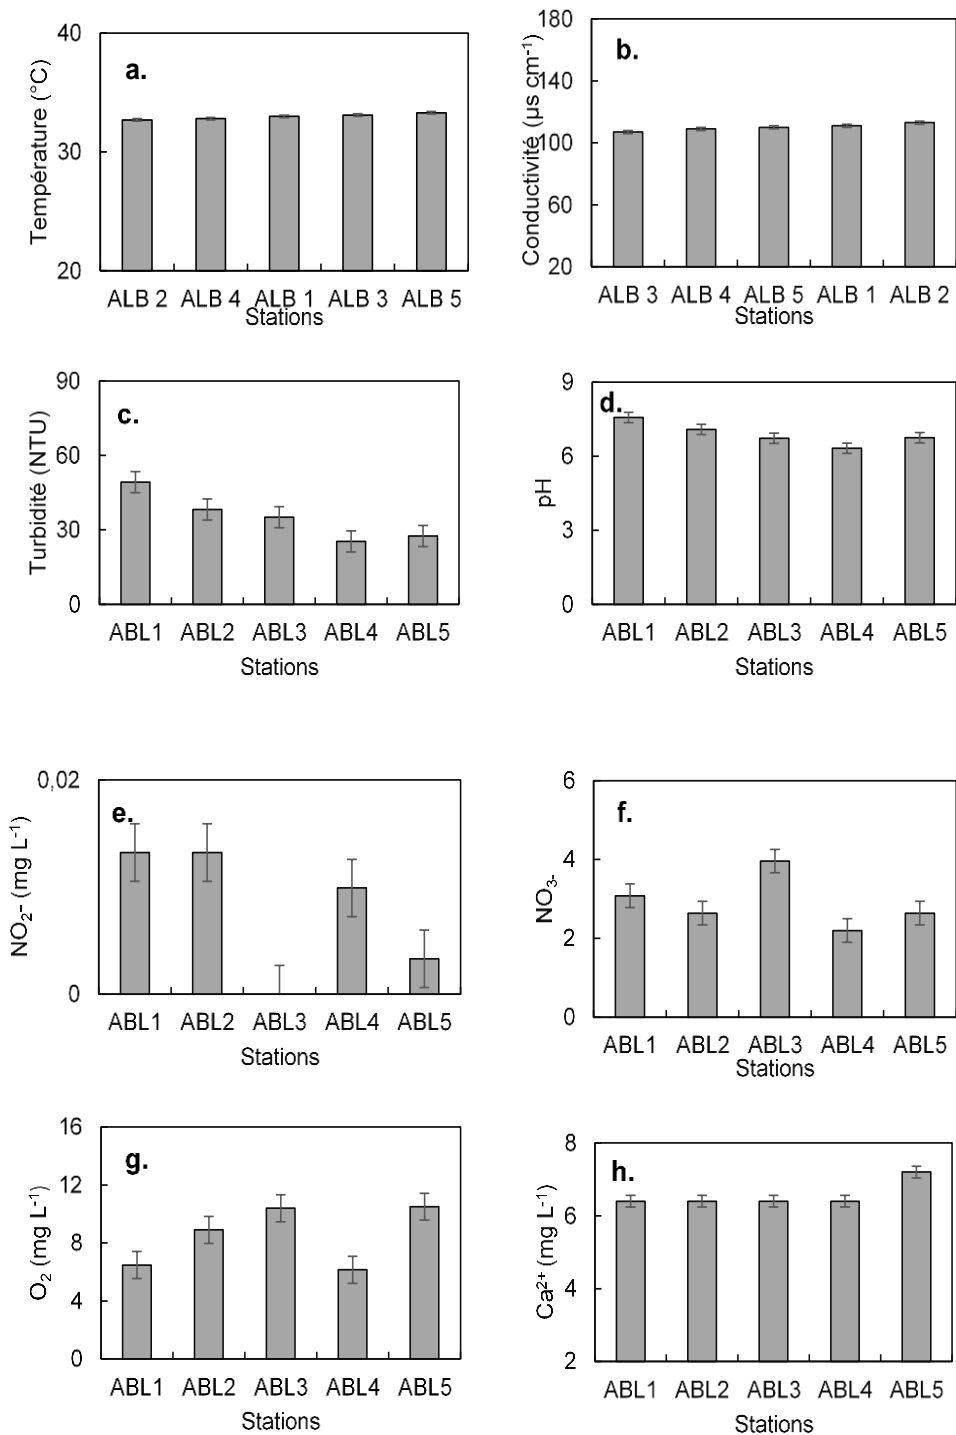 a.
Température (°C)
40
30
20
ALB 2 ALB 4 ALB 1 ALB 3 ALB 5
Stations
b.
Conductivité (µs cm-1)
180
140
100
60
20
ALB 3 ALB 4 ALB 5 ALB 1 ALB 2
Stations
c.
Turbidité (NTU)
90
60
30
0
ABL1 ABL2 ABL3 ABL4 ABL5
Stations
d.
pH
9
6
3
0
ABL1 ABL2 ABL3 ABL4 ABL5
Stations
e.
NO2- (mg L-1)
0,02
0
ABL1 ABL2 ABL3 ABL4 ABL5
Stations
f.
NO3-
6
4
2
0
ABL1 ABL2 ABL3 ABL4 ABL5
Stations
g.
O2 (mg L-1)
16
12
8
4
0
ABL1 ABL2 ABL3 ABL4 ABL5
Stations
h.
Ca2+ (mg L-1)
8
6
4
2
ABL1 ABL2 ABL3 ABL4 ABL5
Stations